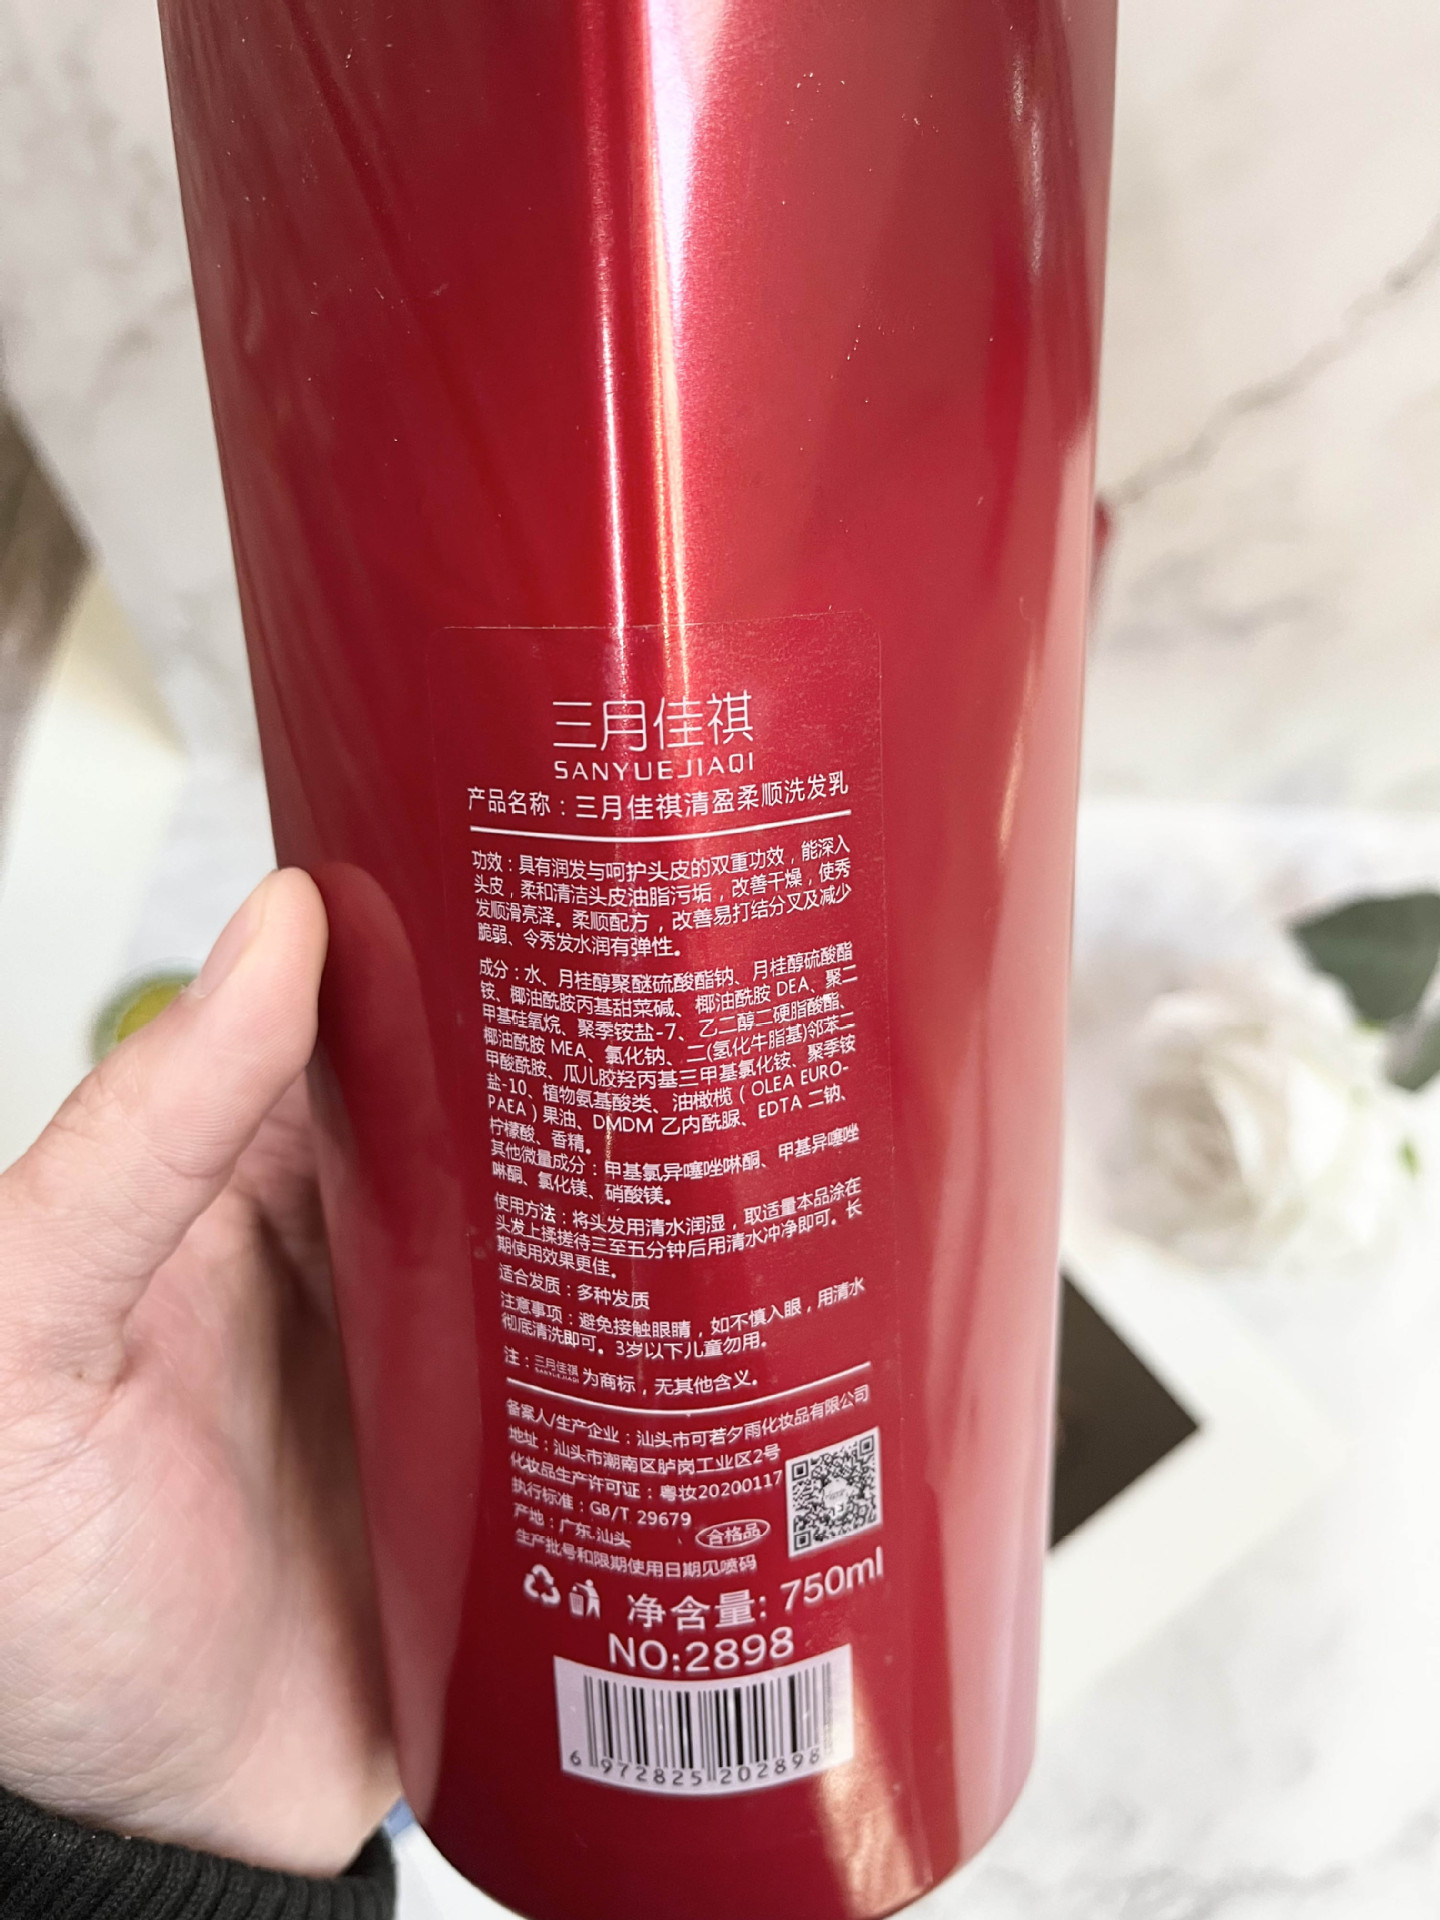 三月佳祺
SANYUEJIAQI
产品名称：三月佳祺清盈柔顺洗发乳
功效：具有润发与呵护头皮的双重功效，能深入
头皮，柔和清洁头皮油脂污垢，改善干燥，使秀
发顺滑亮泽。柔顺配方，改善易打结分叉及减少
脆弱、令秀发水润有弹性。
成分：水、月桂醇聚醚硫酸酯钠、月桂醇硫酸酯
铵、椰油酰胺丙基甜菜碱、椰油酰胺 DEA、聚二
甲基硅氧烷、聚季铵盐-7、乙二醇二硬脂酸酯、
椰油酰胺 MEA、氯化钠、二(氢化牛脂基)邻苯二
甲酸酰胺、瓜儿胶羟丙基三甲基氯化铵、聚季铵
盐-10、植物氨基酸类、油橄榄（OLEA EURO-
PAEA）果油、DMDM 乙内酰脲、EDTA 二钠、
柠檬酸、香精。
其他微量成分：甲基氯异噻唑啉酮、甲基异噻唑
啉酮、氯化镁、硝酸镁。
使用方法：将头发用清水润湿，取适量本品涂在
头发上揉搓待三至五分钟后用清水冲净即可。长
期使用效果更佳。
适合发质：多种发质
注意事项：避免接触眼睛，如不慎入眼，用清水
彻底清洗即可。3岁以下儿童勿用。
注：三月佳祺 SANYUEJIAQI 为商标，无其他含义。
备案人/生产企业：汕头市可若夕雨化妆品有限公司
地址：汕头市潮南区胪岗工业区2号
化妆品生产许可证：粤妆20200117
执行标准：GB/T 29679
产地：广东.汕头
合格品
生产批号和限期使用日期见喷码
净含量: 750ml
NO:2898
6 972825 202898